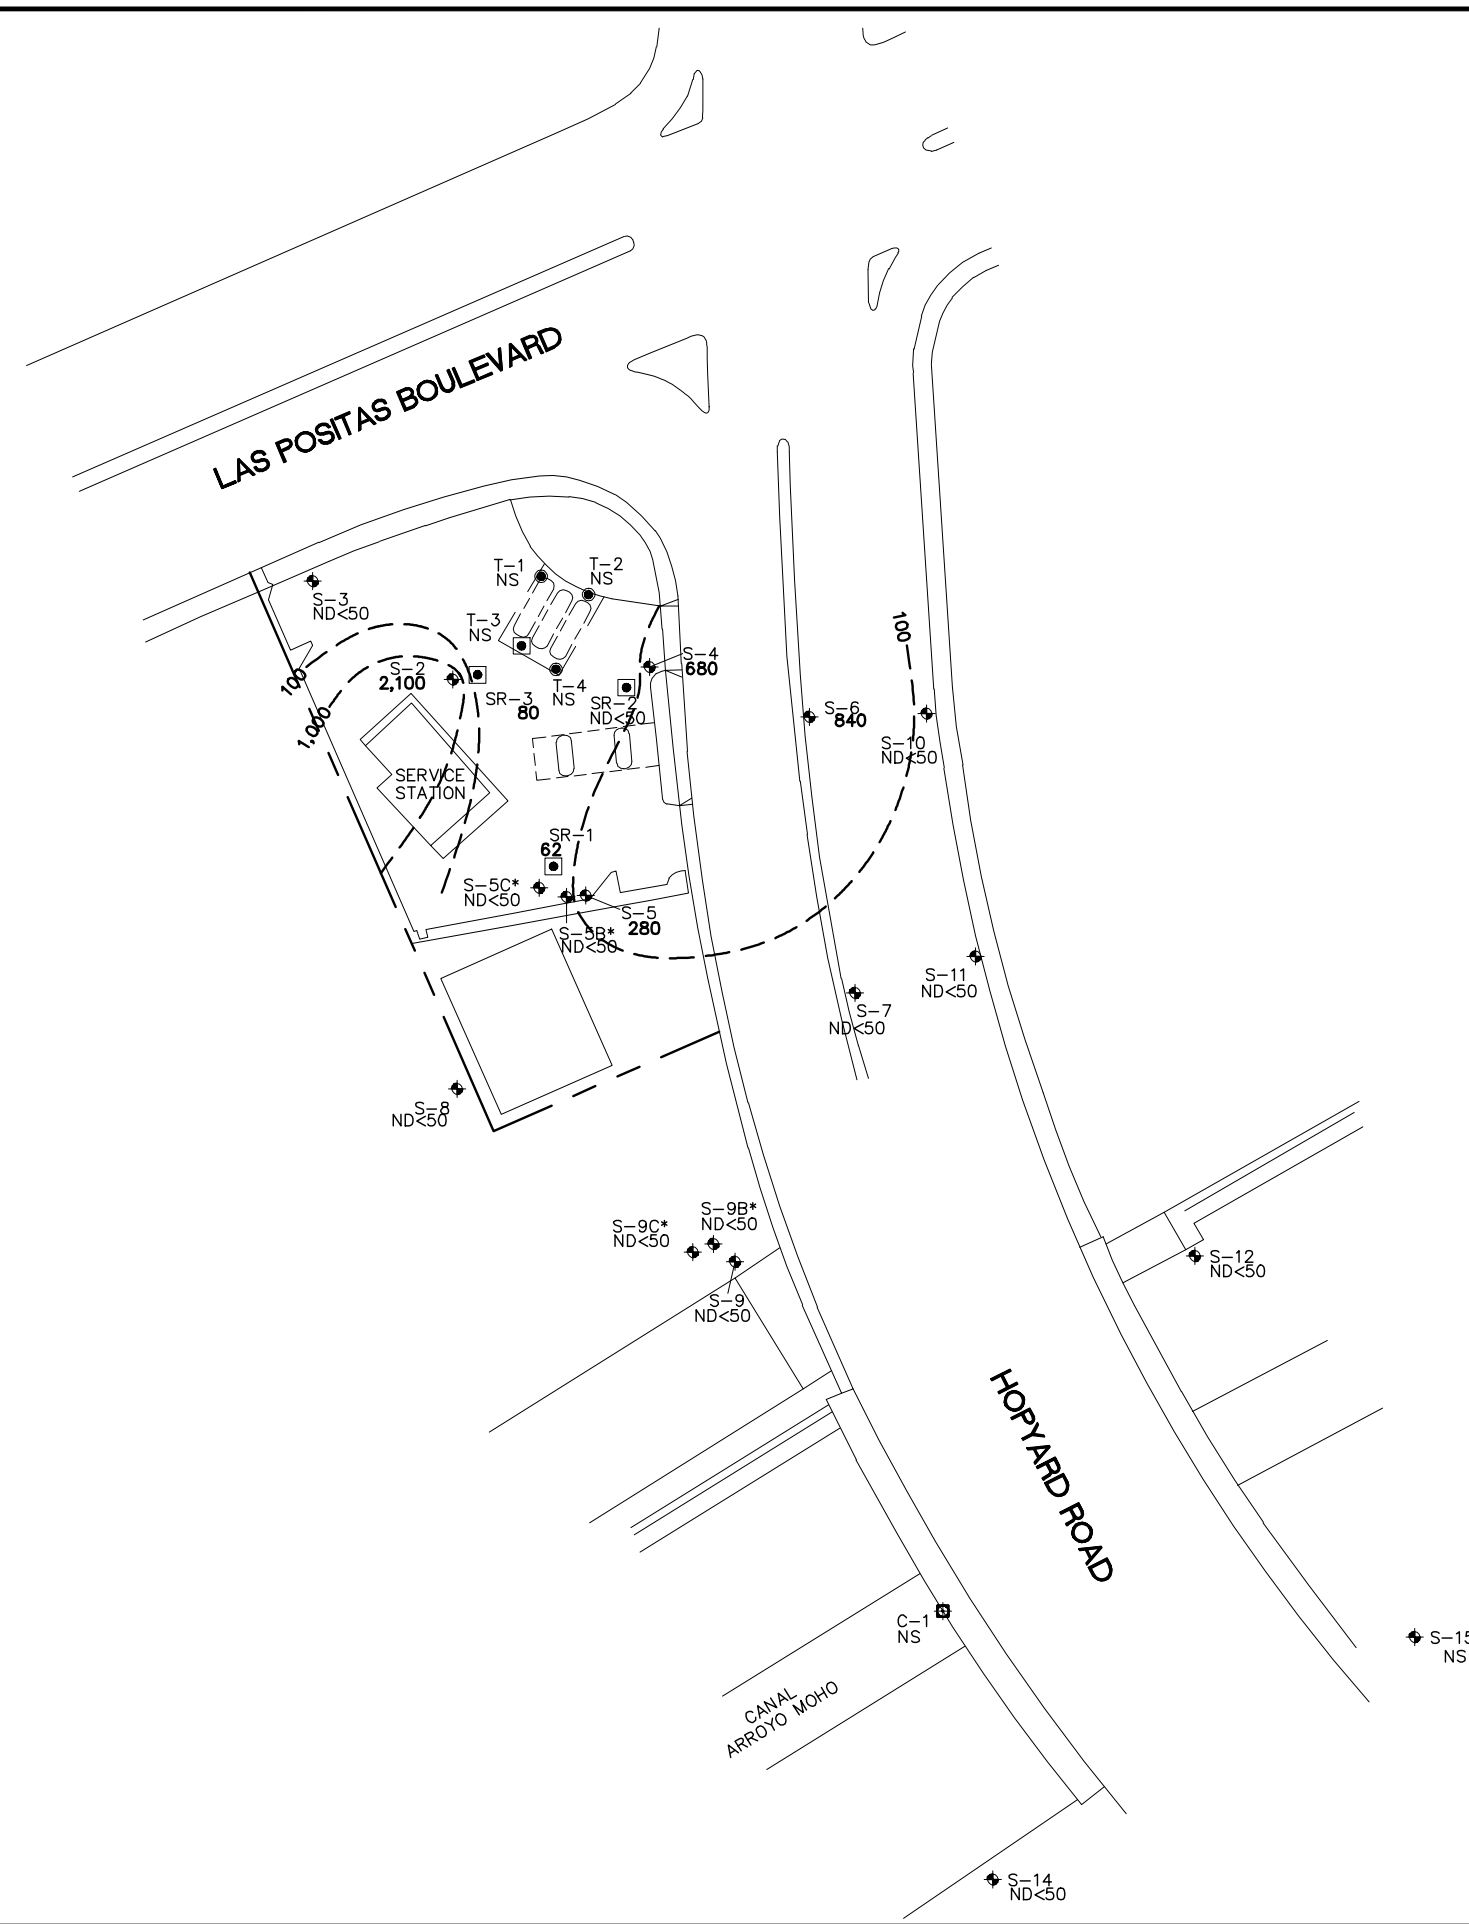 LAS POSITAS BOULEVARD
T-1
NS
T-2
NS
S-3
ND<50
T-3
NS
100
S-2
2,100
S-4
680
SR-3
80
T-4
NS
SR-2
ND<50
100
S-6
840
S-10
ND<50
1,000
SERVICE
STATION
SR-1
62
S-5C*
ND<50
S-5
280
S-5B*
ND<50
S-11
ND<50
S-7
ND<50
S-8
ND<50
S-9B*
ND<50
S-9C*
ND<50
S-12
ND<50
S-9
ND<50
HOPYARD ROAD
C-1
NS
S-15
NS
CANAL
ARROYO MOHO
S-14
ND<50